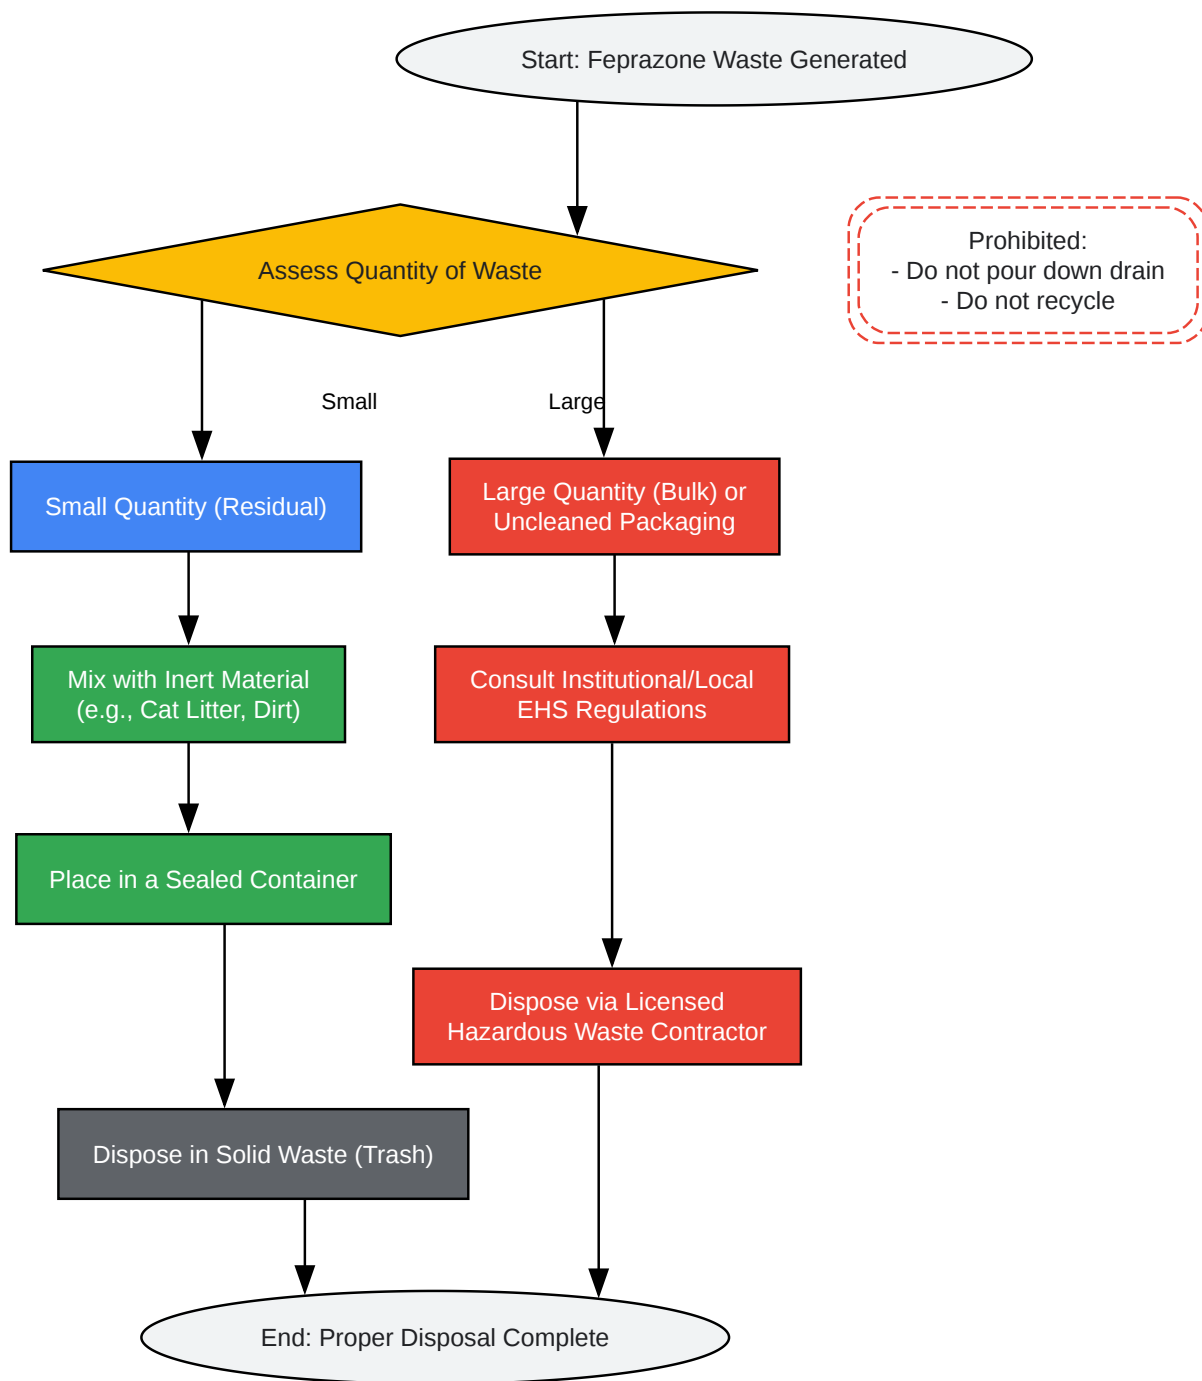 Start: Feprazone Waste Generated
Assess Quantity of Waste
Prohibited:
- Do not pour down drain
- Do not recycle
Small
Large
Small Quantity (Residual)
Large Quantity (Bulk) or
Uncleaned Packaging
Mix with Inert Material
(e.g., Cat Litter, Dirt)
Consult Institutional/Local
EHS Regulations
Place in a Sealed Container
Dispose via Licensed
Hazardous Waste Contractor
Dispose in Solid Waste (Trash)
End: Proper Disposal Complete